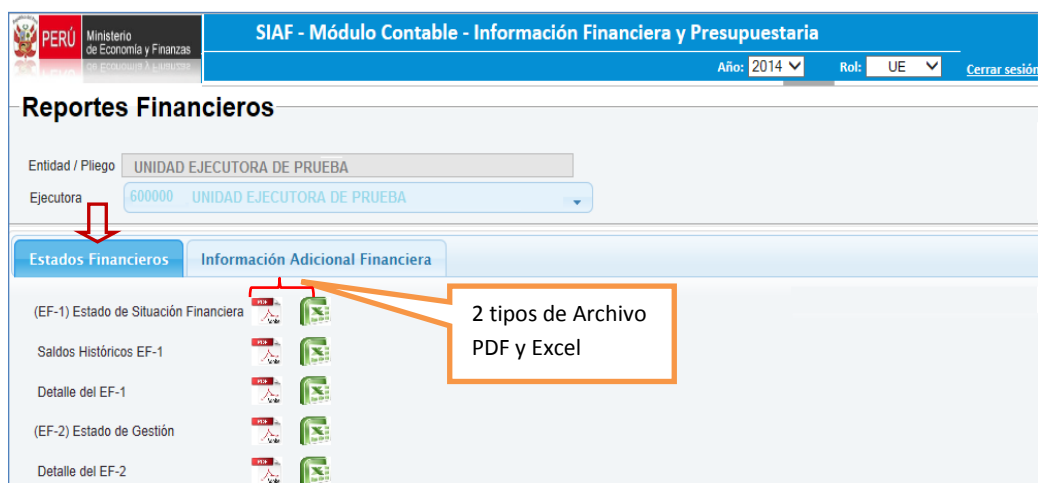 PERÚ Ministerio de Economía y Finanzas
SIAF - Módulo Contable - Información Financiera y Presupuestaria
Año: 2014 Rol: UE Cerrar sesión
Reportes Financieros
Entidad / Pliego UNIDAD EJECUTORA DE PRUEBA
Ejecutora 600000 UNIDAD EJECUTORA DE PRUEBA
Estados Financieros Información Adicional Financiera
(EF-1) Estado de Situación Financiera
2 tipos de Archivo
PDF y Excel
Saldos Históricos EF-1
Detalle del EF-1
(EF-2) Estado de Gestión
Detalle del EF-2